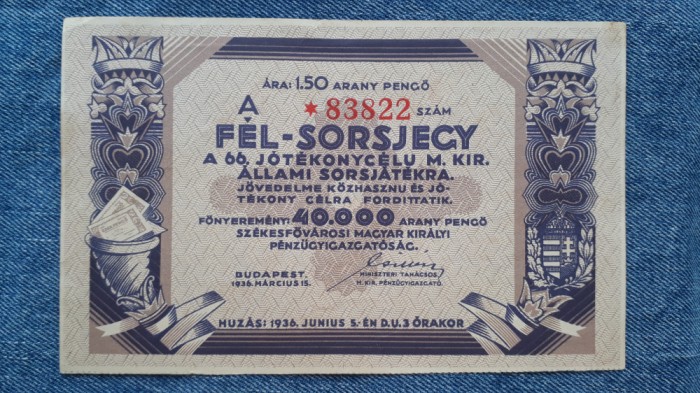 ÁRA: 1.50 ARANY PENGŐ
A *83822 SZÁM
FÉL-SORSJEGY
A 66. JÓTÉKONYCÉLU M. KIR.
ÁLLAMI SORSJÁTÉKRA.
JÖVEDELME KÖZHASZNU ÉS JÓ-
TÉKONY CÉLRA FORDITTATIK.
FŐNYEREMÉNY: 40.000 ARANY PENGŐ
SZÉKESFŐVÁROSI MAGYAR KIRÁLYI
PÉNZÜGYIGAZGATÓSÁG.
BUDAPEST.
1936. MÁRCIUS 15.
MINISZTERI TANÁCSOS
M. KIR. PÉNZÜGYIGAZGATÓ.
HUZÁS: 1936. JUNIUS 5.-ÉN D.U. 3 ÓRAKOR